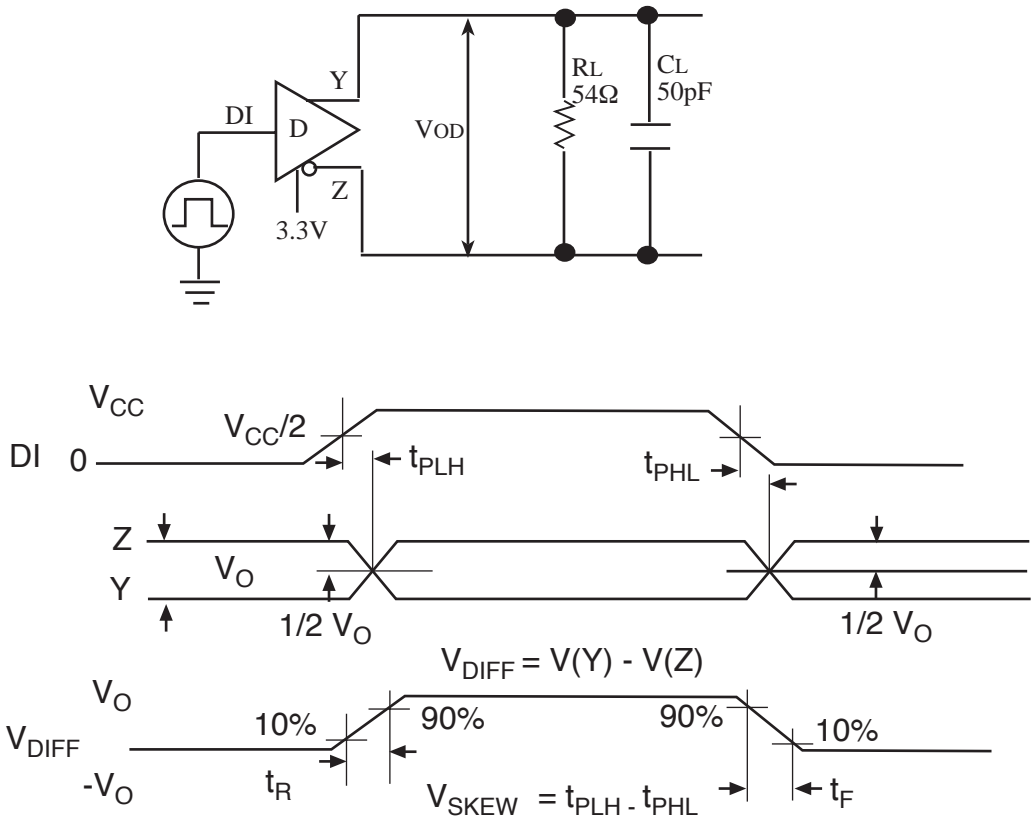 Y
DI
D
Z
3.3V
VOD
RL
54Ω
CL
50pF
VCC
VCC/2
DI 0
tPLH
tPHL
Z
VO
Y
1/2 VO
1/2 VO
VDIFF = V(Y) - V(Z)
VO
10%
90%
90%
10%
VDIFF
-VO
tR
VSKEW = tPLH - tPHL
tF